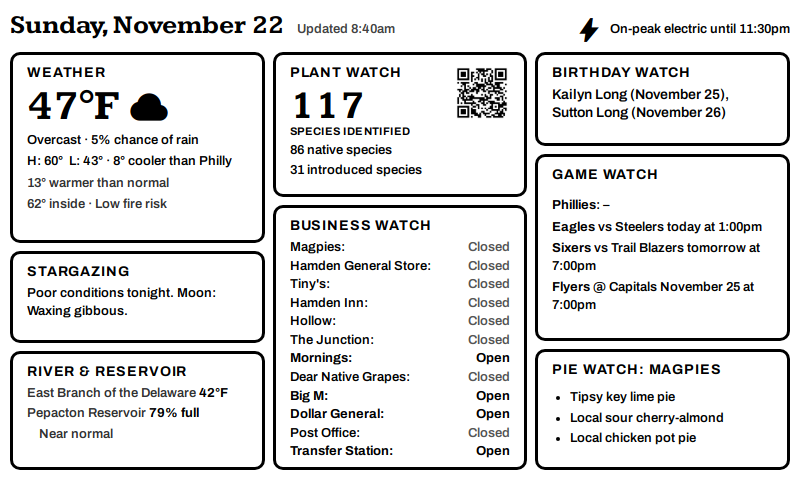 Sunday, November 22 Updated 8:40am
On-peak electric until 11:30pm
WEATHER
47°F
Overcast · 5% chance of rain
H: 60° L: 43° · 8° cooler than Philly
13° warmer than normal
62° inside · Low fire risk
STARGAZING
Poor conditions tonight. Moon:
Waxing gibbous.
RIVER & RESERVOIR
East Branch of the Delaware 42°F
Pepacton Reservoir 79% full
Near normal
PLANT WATCH
117
SPECIES IDENTIFIED
86 native species
31 introduced species
BUSINESS WATCH
Magpies: Closed
Hamden General Store: Closed
Tiny's: Closed
Hamden Inn: Closed
Hollow: Closed
The Junction: Closed
Mornings: Open
Dear Native Grapes: Closed
Big M: Open
Dollar General: Open
Post Office: Closed
Transfer Station: Open
BIRTHDAY WATCH
Kailyn Long (November 25),
Sutton Long (November 26)
GAME WATCH
Phillies: –
Eagles vs Steelers today at 1:00pm
Sixers vs Trail Blazers tomorrow at
7:00pm
Flyers @ Capitals November 25 at
7:00pm
PIE WATCH: MAGPIES
• Tipsy key lime pie
• Local sour cherry-almond
• Local chicken pot pie